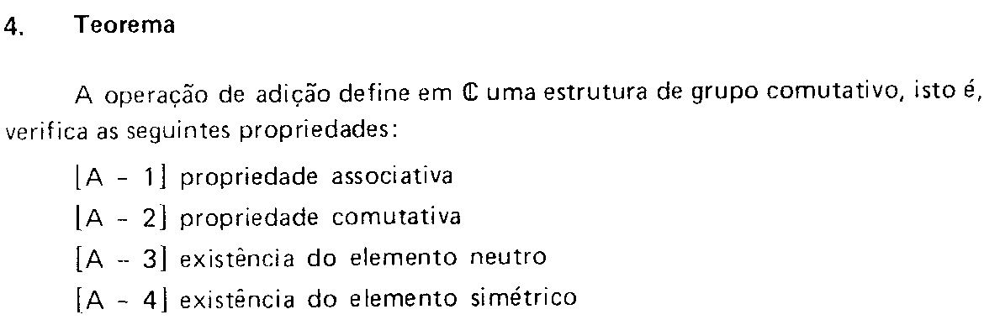 4. Teorema
A operação de adição define em ℂ uma estrutura de grupo comutativo, isto é,
verifica as seguintes propriedades:
[A - 1] propriedade associativa
[A - 2] propriedade comutativa
[A - 3] existência do elemento neutro
[A - 4] existência do elemento simétrico